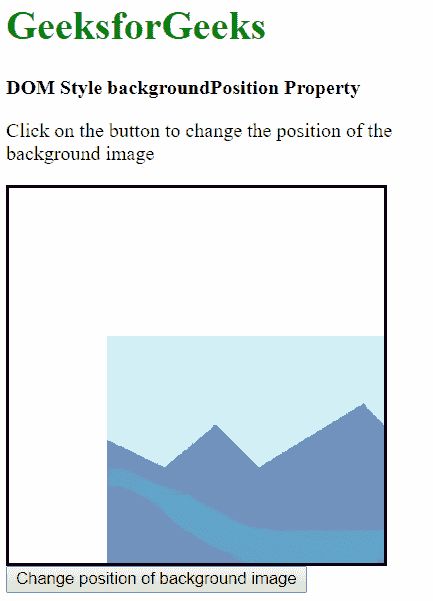 GeeksforGeeks
DOM Style backgroundPosition Property
Click on the button to change the position of the
background image
Change position of background image